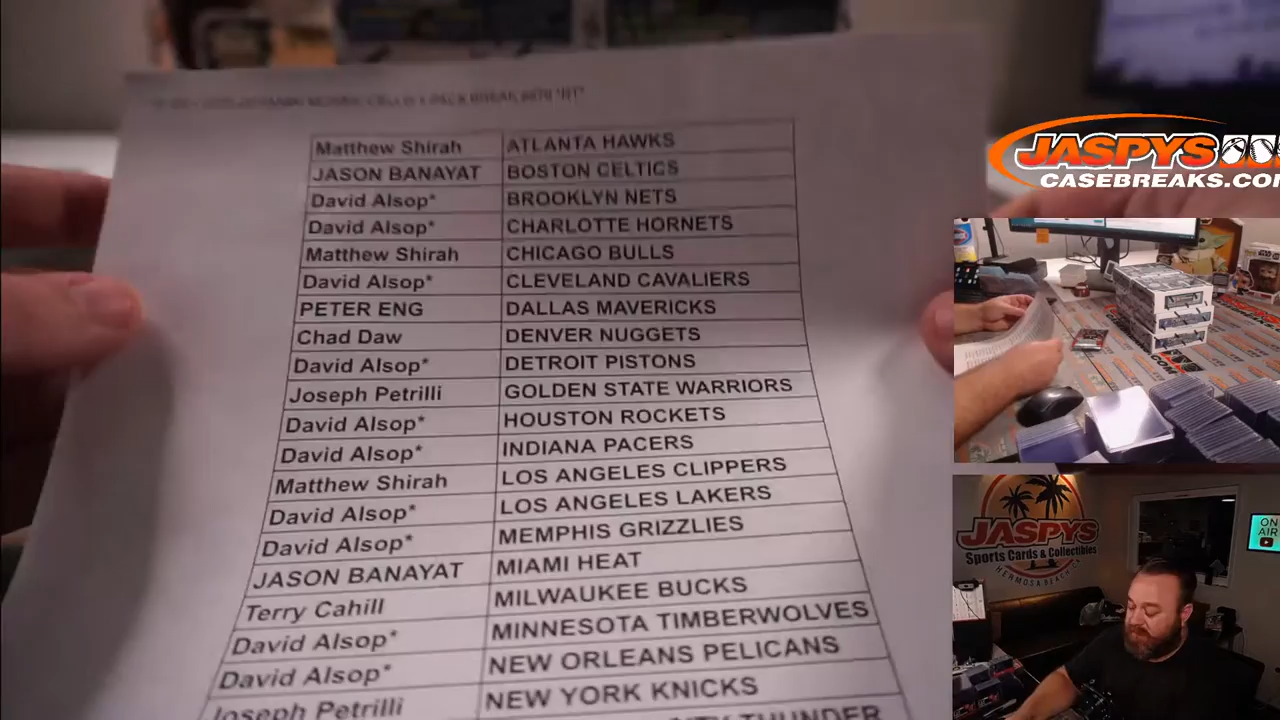 Matthew Shirah ATLANTA HAWKS
JASON BANAYAT BOSTON CELTICS
David Alsop* BROOKLYN NETS
David Alsop* CHARLOTTE HORNETS
Matthew Shirah CHICAGO BULLS
David Alsop* CLEVELAND CAVALIERS
PETER ENG DALLAS MAVERICKS
Chad Daw DENVER NUGGETS
David Alsop* DETROIT PISTONS
Joseph Petrilli GOLDEN STATE WARRIORS
David Alsop* HOUSTON ROCKETS
David Alsop* INDIANA PACERS
Matthew Shirah LOS ANGELES CLIPPERS
David Alsop* LOS ANGELES LAKERS
David Alsop* MEMPHIS GRIZZLIES
JASON BANAYAT MIAMI HEAT
Terry Cahill MILWAUKEE BUCKS
David Alsop* MINNESOTA TIMBERWOLVES
David Alsop* NEW ORLEANS PELICANS
Joseph Petrilli NEW YORK KNICKS
THUNDER
JASPYS
CASEBREAKS.CO
JASPYS
Sports Cards & Collectibles
HERMOSA BEACH
ON
AIR